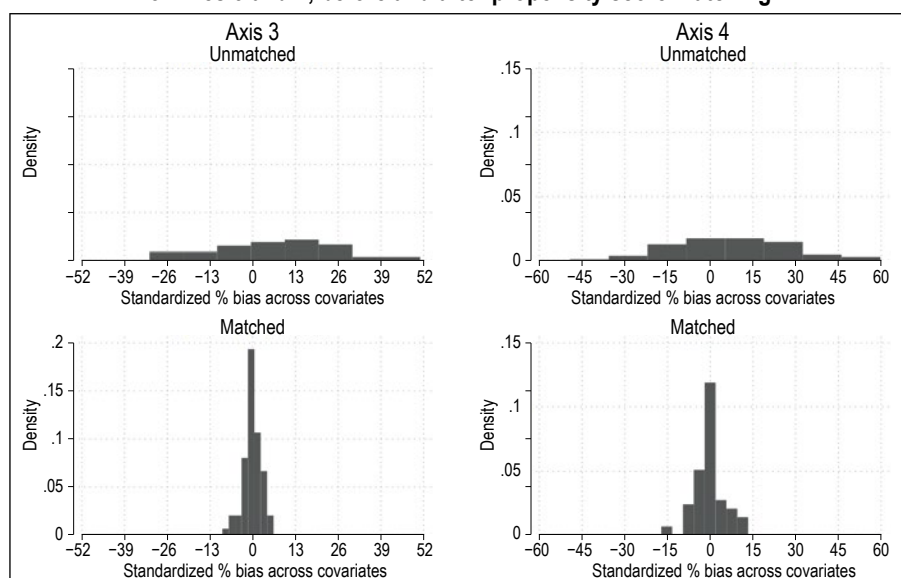 Axis 3
Unmatched
Density
−52 −39 −26 −13 0 13 26 39 52
Standardized % bias across covariates
Axis 4
Unmatched
.15
.1
.05
0
Density
−60 −45 −30 −15 0 15 30 45 60
Standardized % bias across covariates
Matched
.2
.15
.1
.05
0
Density
−52 −39 −26 −13 0 13 26 39 52
Standardized % bias across covariates
Matched
.15
.1
.05
0
Density
−60 −45 −30 −15 0 15 30 45 60
Standardized % bias across covariates